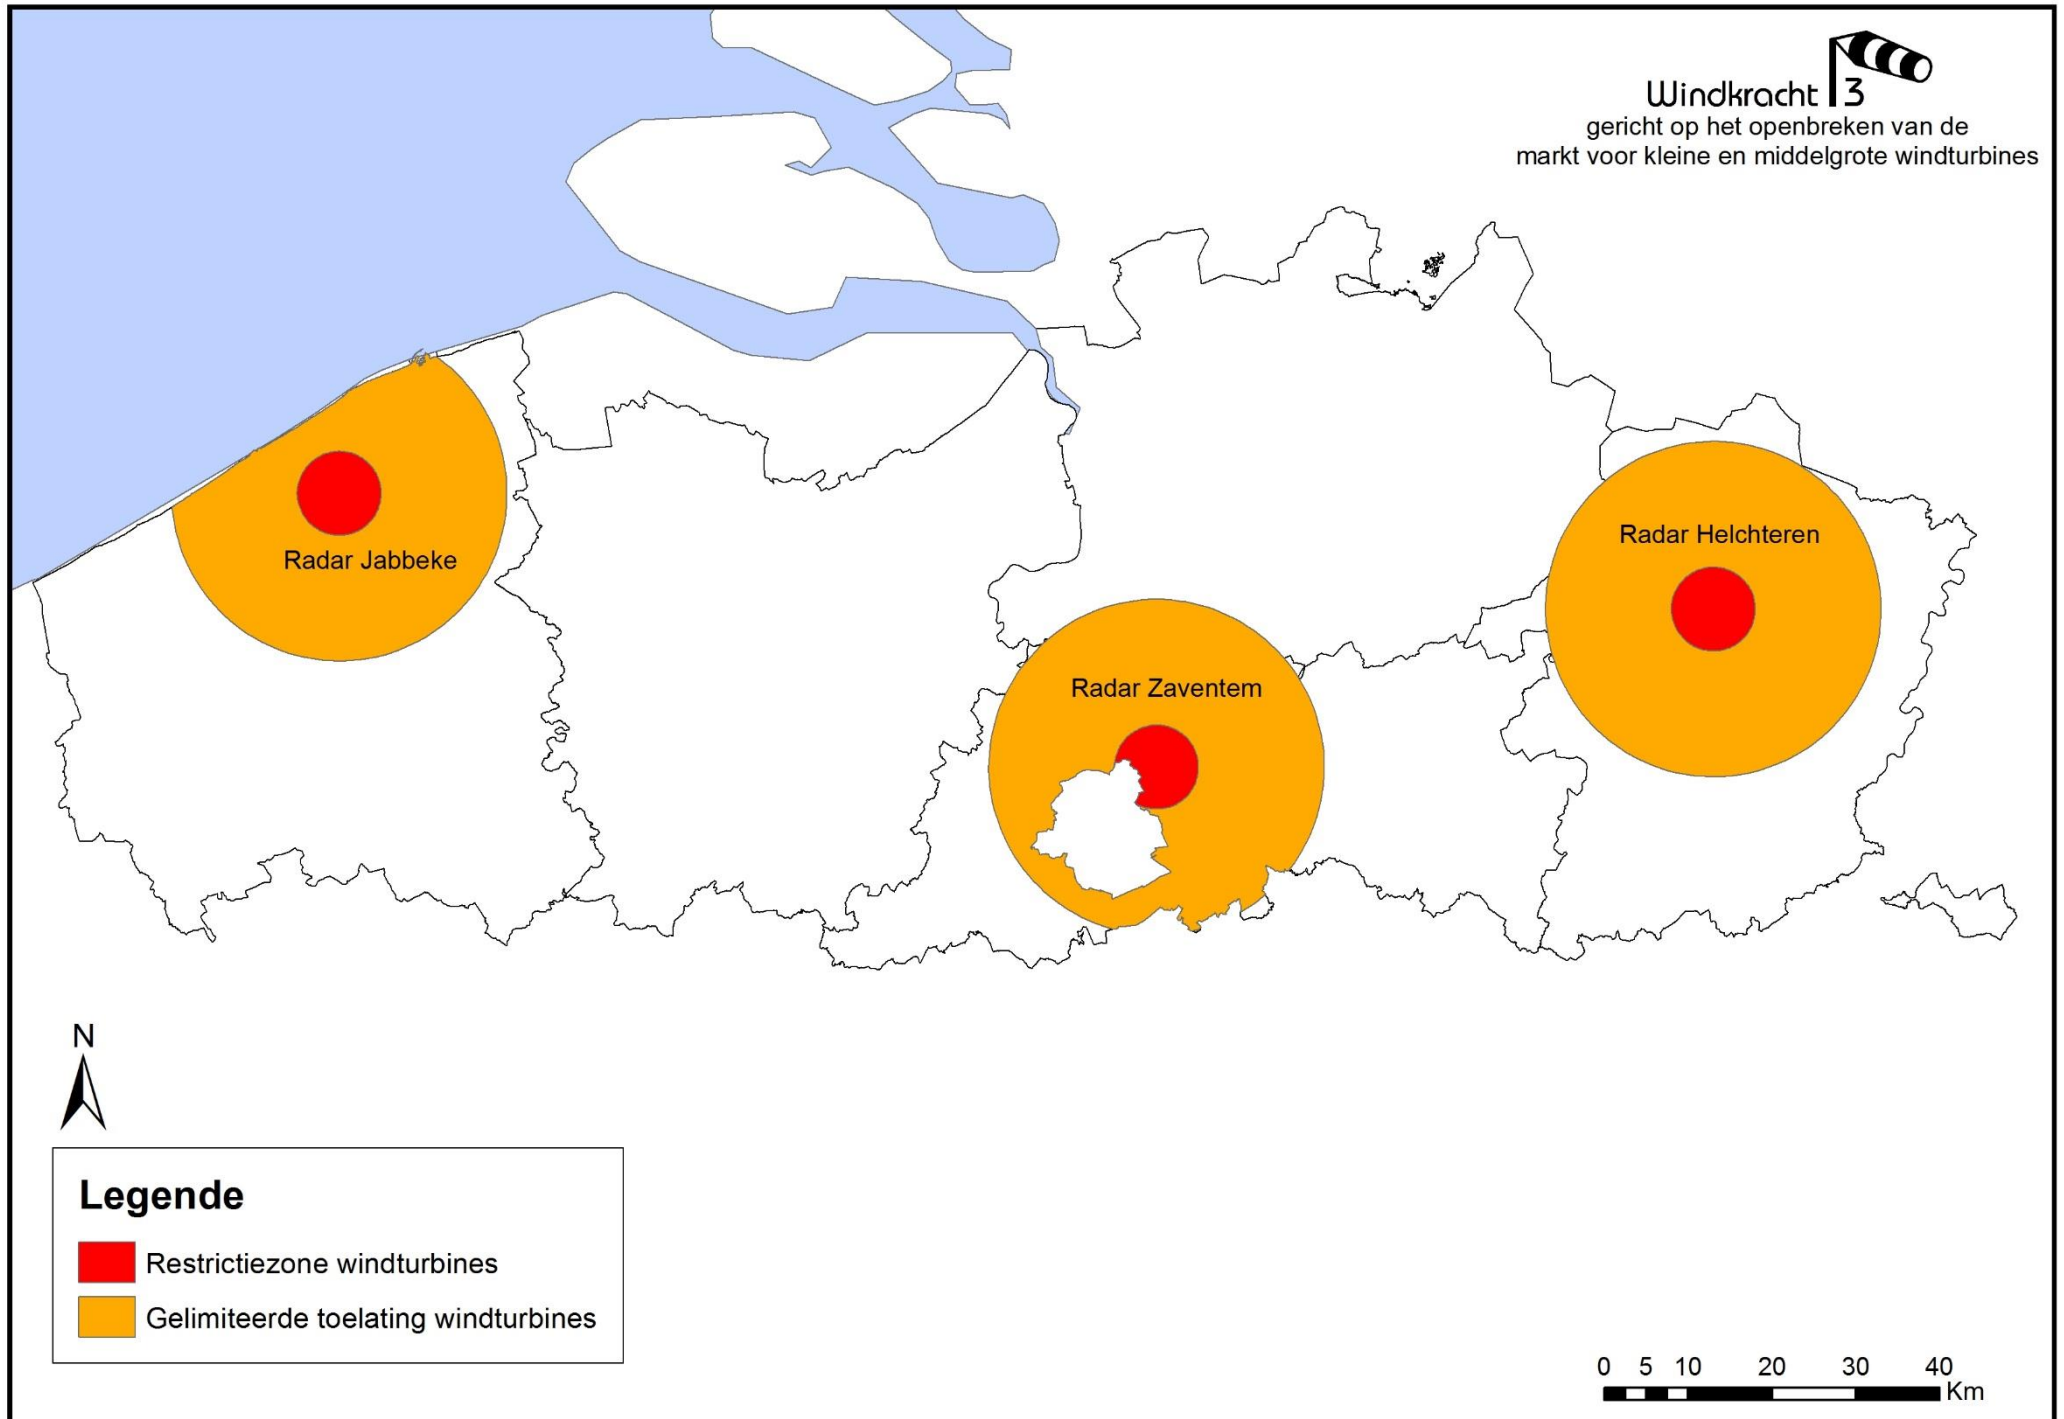 Windkracht 13
gericht op het openbreken van de
markt voor kleine en middelgrote windturbines
Radar Jabbeke
Radar Helchteren
Radar Zaventem
N
Legende
Restrictiezone windturbines
Gelimiteerde toelating windturbines
0 5 10 20 30 40
Km